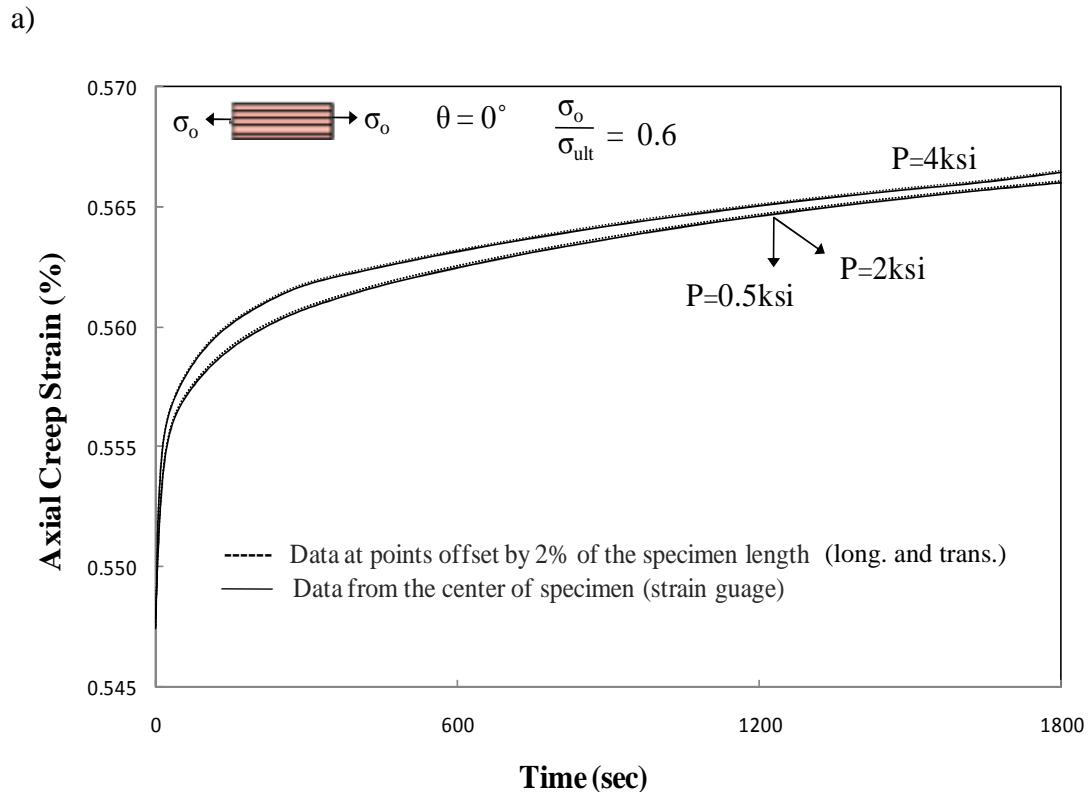 a)
0.570
σo σo θ = 0° σo/σult = 0.6
P=4ksi
0.565
P=2ksi
P=0.5ksi
0.560
Axial Creep Strain (%)
0.555
Data at points offset by 2% of the specimen length (long. and trans.)
0.550
Data from the center of specimen (strain guage)
0.545
0 600 1200 1800
Time (sec)